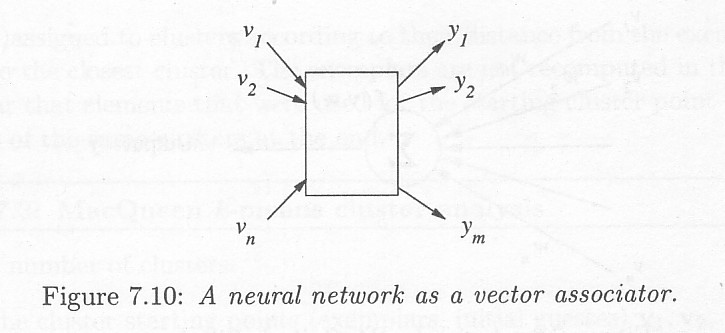 v1 y1
v2 y2
vn ym
Figure 7.10: A neural network as a vector associator.